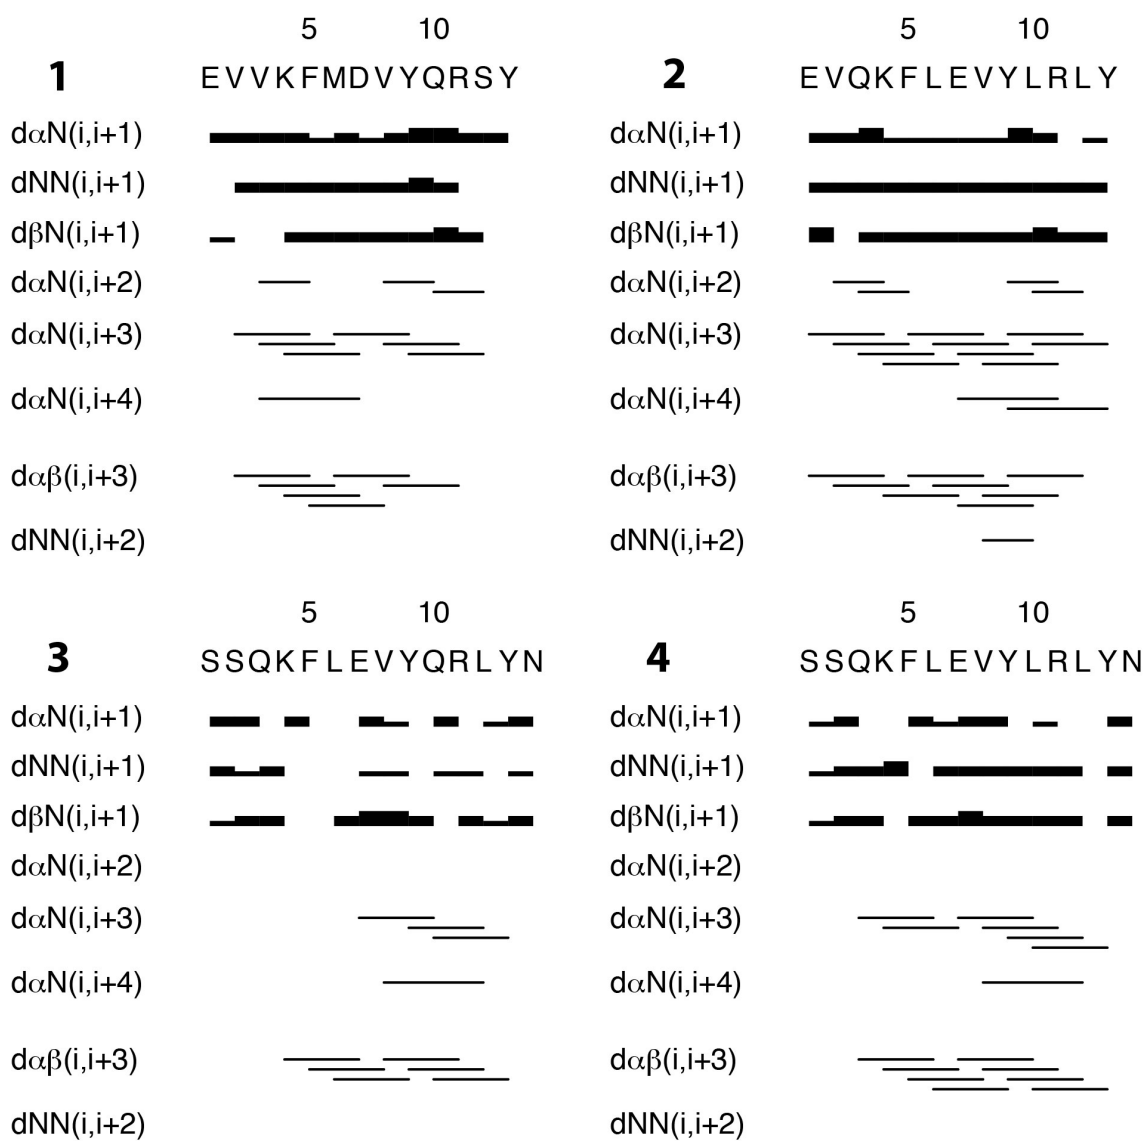 5 10
1 EVVKFMDVYQRSY
dαN(i,i+1)
dNN(i,i+1)
dβN(i,i+1)
dαN(i,i+2)
dαN(i,i+3)
dαN(i,i+4)
dαβ(i,i+3)
dNN(i,i+2)
5 10
2 EVQKFLEVYLRLY
dαN(i,i+1)
dNN(i,i+1)
dβN(i,i+1)
dαN(i,i+2)
dαN(i,i+3)
dαN(i,i+4)
dαβ(i,i+3)
dNN(i,i+2)
5 10
3 SSQKFLEVYQRLYN
dαN(i,i+1)
dNN(i,i+1)
dβN(i,i+1)
dαN(i,i+2)
dαN(i,i+3)
dαN(i,i+4)
dαβ(i,i+3)
dNN(i,i+2)
5 10
4 SSQKFLEVYLRLYN
dαN(i,i+1)
dNN(i,i+1)
dβN(i,i+1)
dαN(i,i+2)
dαN(i,i+3)
dαN(i,i+4)
dαβ(i,i+3)
dNN(i,i+2)